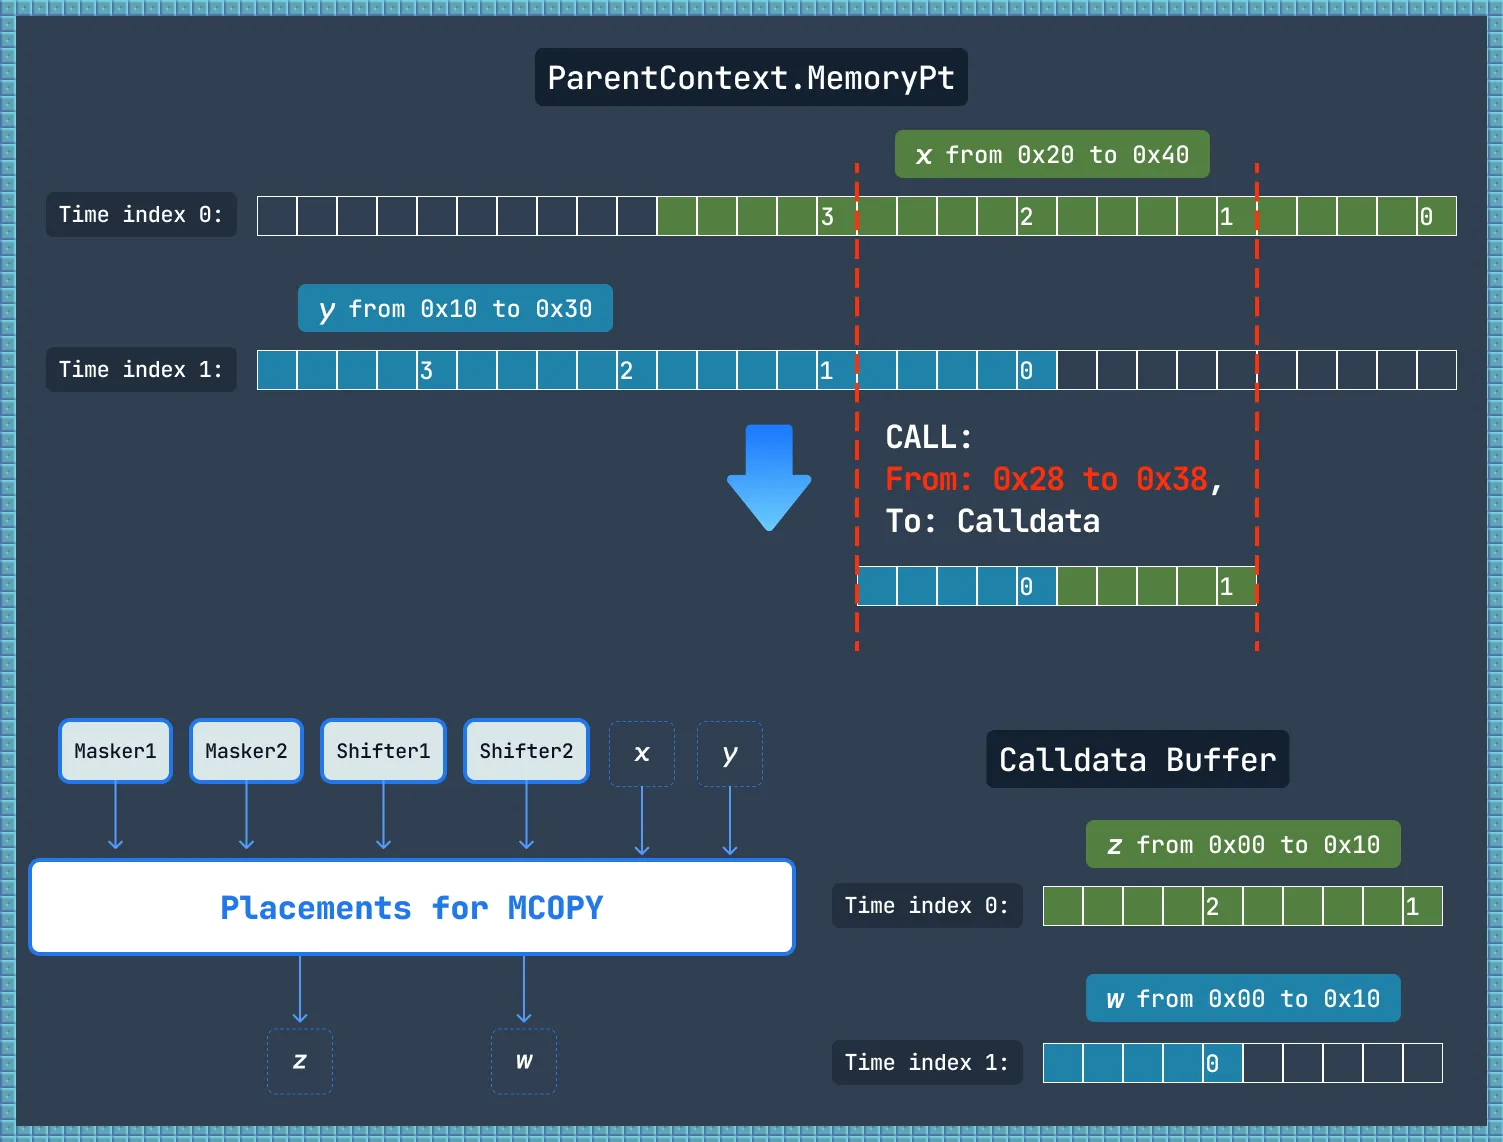 ParentContext.MemoryPt
x from 0x20 to 0x40
Time index 0:
3 2 1 0
y from 0x10 to 0x30
Time index 1:
3 2 1 0
CALL:
From: 0x28 to 0x38,
To: Calldata
0 1
Masker1 Masker2 Shifter1 Shifter2 x y
Placements for MCOPY
z w
Calldata Buffer
z from 0x00 to 0x10
Time index 0:
2 1
w from 0x00 to 0x10
Time index 1:
0